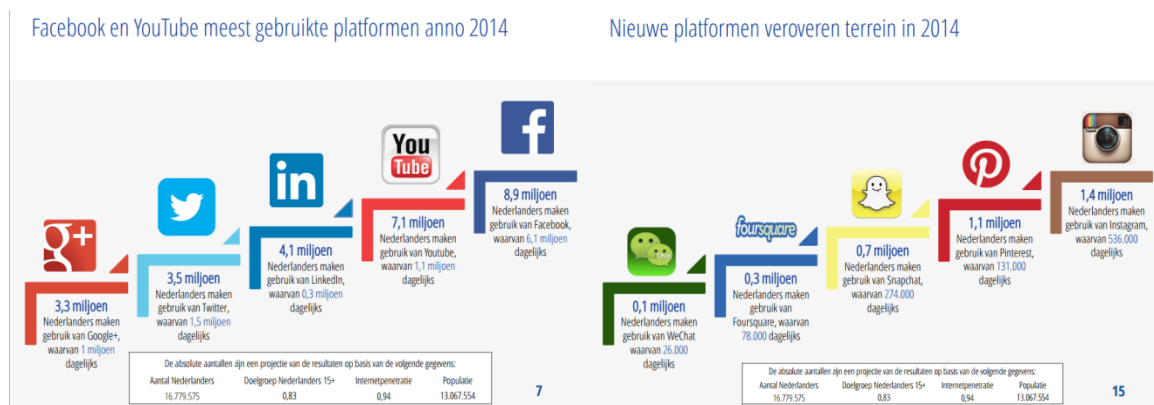 Facebook en YouTube meest gebruikte platformen anno 2014
g+
3,3 miljoen
Nederlanders maken
gebruik van Google+,
waarvan 1 miljoen
dagelijks
3,5 miljoen
Nederlanders maken
gebruik van Twitter,
waarvan 1,5 miljoen
dagelijks
in
4,1 miljoen
Nederlanders maken
gebruik van LinkedIn,
waarvan 0,3 miljoen
dagelijks
You
Tube
7,1 miljoen
Nederlanders maken
gebruik van Youtube,
waarvan 1,1 miljoen
dagelijks
f
8,9 miljoen
Nederlanders maken
gebruik van Facebook,
waarvan 6,1 miljoen
dagelijks
De absolute aantallen zijn een projectie van de resultaten op basis van de volgende gegevens:
Aantal Nederlanders Doelgroep Nederlanders 15+ Internetpenetratie Populatie
16.779.575 0,83 0,94 13.067.554
7
Nieuwe platformen veroveren terrein in 2014
0,1 miljoen
Nederlanders maken
gebruik van WeChat
waarvan 26.000
dagelijks
foursquare
0,3 miljoen
Nederlanders maken
gebruik van
Foursquare, waarvan
78.000 dagelijks
0,7 miljoen
Nederlanders maken
gebruik van Snapchat,
waarvan 274.000
dagelijks
1,1 miljoen
Nederlanders maken
gebruik van Pinterest,
waarvan 131.000
dagelijks
1,4 miljoen
Nederlanders maken
gebruik van Instagram,
waarvan 536.000
dagelijks
De absolute aantallen zijn een projectie van de resultaten op basis van de volgende gegevens:
Aantal Nederlanders Doelgroep Nederlanders 15+ Internetpenetratie Populatie
16.779.575 0,83 0,94 13.067.554
15